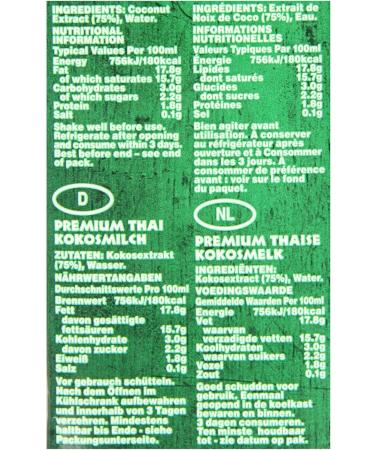 INGREDIENTS: Coconut
Extract (75%), Water.
NUTRITIONAL
INFORMATION
Typical Values Per 100ml
Energy 756kJ/180kcal
Fat 17.8g
of which saturates 15.7g
Carbohydrates 3.0g
of which sugars 2.2g
Protein 1.8g
Salt 0.1g
Shake well before use.
Refrigerate after opening
and consume within 3 days.
Best before end – see end
of pack.
INGRÉDIENTS: Extrait de
Noix de Coco (75%), Eau.
INFORMATIONS
NUTRITIONELLES
Valeurs Typiques Par 100ml
Énergie 756kJ/180kcal
Lipides 17.8g
dont saturés 15.7g
Glucides 3.0g
dont sucres 2.2g
Protéines 1.8g
Sel 0.1g
Bien agiter avant
utilisation. À conserver
au réfrigérateur après
ouverture et à Consommer
dans les 3 jours. À
consommer de préférence
avant : voir sur le fond
du paquet.
D
PREMIUM THAI
KOKOSMILCH
ZUTATEN: Kokosextrakt
(75%), Wasser.
NÄHRWERTANGABEN
Durchschnittswerte Pro 100ml
Brennwert 756kJ/180kcal
Fett 17.8g
davon gesättigte
fettsäuren 15.7g
Kohlenhydrate 3.0g
davon zucker 2.2g
Eiweiß 1.8g
Salz 0.1g
Vor gebrauch schütteln.
Nach dem Öffnen im
Kühlschrank aufbewahren
und innerhalb von 3 Tagen
verzehren. Mindestens
haltbar bis Ende - siehe
Packungsunterseite.
NL
PREMIUM THAISE
KOKOSMELK
INGREDIËNTEN:
Kokosextract (75%), Water.
VOEDINGSWAARDE
Gemiddelde Waarden Per 100ml
Energie 756kJ/180kcal
Vet 17.8g
waarvan
verzadigde vetten 15.7g
Koolhydraten 3.0g
waarvan suikers 2.2g
Vezel 1.8g
Zout 0.1g
Goed schudden voor
gebruik. Eenmaal
geopend in de koelkast
bewaren en binnen
3 dagen consumeren.
Ten minste houdbaar
tot - zie datum op pak.